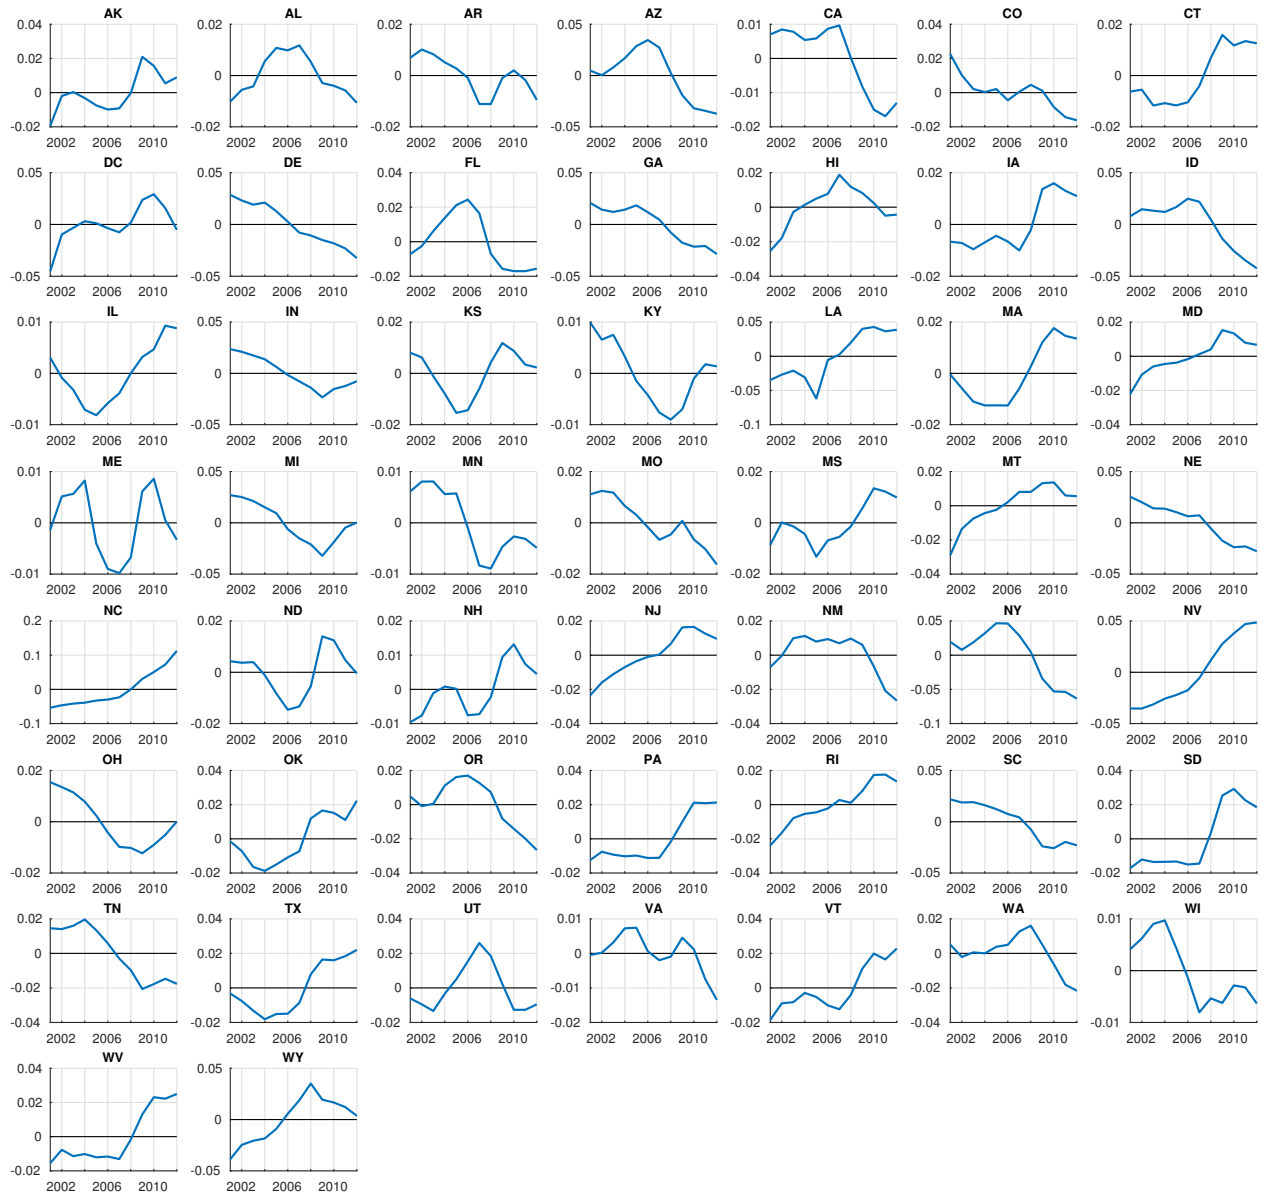 AK AL AR AZ CA CO CT
0.04 0.02 0.02 0.05 0.01 0.04 0.02
0.02 0 0.02
0 0 0 0
0 -0.01 0
-0.02 -0.02 -0.02 -0.05 -0.02 -0.02 -0.02
2002 2006 2010 2002 2006 2010 2002 2006 2010 2002 2006 2010 2002 2006 2010 2002 2006 2010 2002 2006 2010
DC DE FL GA HI IA ID
0.05 0.05 0.04 0.05 0.02 0.02 0.05
0.02 0
0 0 0 0 0
0 -0.02
-0.05 -0.05 -0.02 -0.05 -0.04 -0.02 -0.05
2002 2006 2010 2002 2006 2010 2002 2006 2010 2002 2006 2010 2002 2006 2010 2002 2006 2010 2002 2006 2010
IL IN KS KY LA MA MD
0.01 0.05 0.02 0.01 0.05 0.02 0.02
0 0
0 0 0 0 0
-0.05 -0.02
-0.01 -0.05 -0.02 -0.01 -0.1 -0.02 -0.04
2002 2006 2010 2002 2006 2010 2002 2006 2010 2002 2006 2010 2002 2006 2010 2002 2006 2010 2002 2006 2010
ME MI MN MO MS MT NE
0.01 0.05 0.01 0.02 0.02 0.02 0.05
0
0 0 0 0 0 0
-0.02
-0.01 -0.05 -0.01 -0.02 -0.02 -0.04 -0.05
2002 2006 2010 2002 2006 2010 2002 2006 2010 2002 2006 2010 2002 2006 2010 2002 2006 2010 2002 2006 2010
NC ND NH NJ NM NY NV
0.2 0.02 0.02 0.02 0.02 0.05 0.05
0.1 0.01 0 0 0
0 0
0 0 -0.02 -0.02 -0.05
-0.1 -0.02 -0.01 -0.04 -0.04 -0.1 -0.05
2002 2006 2010 2002 2006 2010 2002 2006 2010 2002 2006 2010 2002 2006 2010 2002 2006 2010 2002 2006 2010
OH OK OR PA RI SC SD
0.02 0.04 0.02 0.04 0.02 0.05 0.04
0.02 0 0.02 0 0.02
0 0
0 -0.02 0 -0.02 0
-0.02 -0.02 -0.04 -0.02 -0.04 -0.05 -0.02
2002 2006 2010 2002 2006 2010 2002 2006 2010 2002 2006 2010 2002 2006 2010 2002 2006 2010 2002 2006 2010
TN TX UT VA VT WA WI
0.02 0.04 0.04 0.01 0.04 0.02 0.01
0 0.02 0.02 0 0.02 0
0
-0.02 0 0 -0.01 0 -0.02
-0.04 -0.02 -0.02 -0.02 -0.02 -0.04 -0.01
2002 2006 2010 2002 2006 2010 2002 2006 2010 2002 2006 2010 2002 2006 2010 2002 2006 2010 2002 2006 2010
WV WY
0.04 0.05
0.02
0
0
-0.02 -0.05
2002 2006 2010 2002 2006 2010